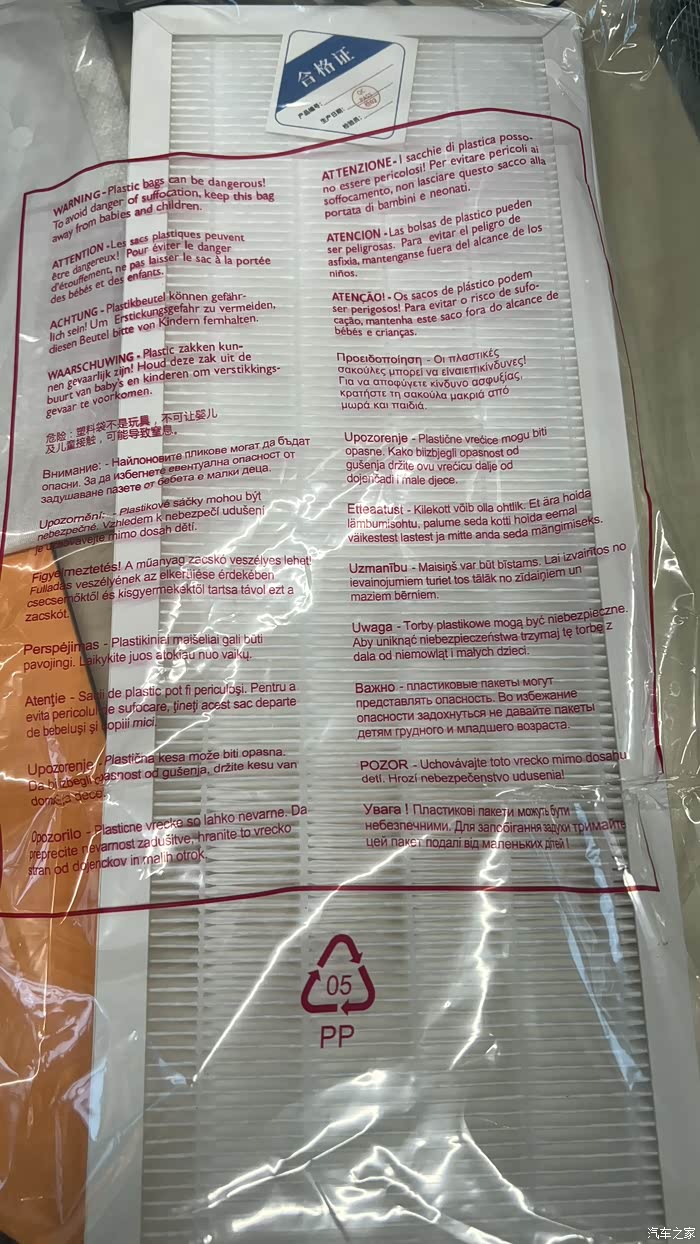 合格证
产品编号:
生产日期:
检验员:
WARNING - Plastic bags can be dangerous!
To avoid danger of suffocation, keep this bag
away from babies and children.
ATTENTION - Les sacs plastiques peuvent
être dangereux! Pour éviter le danger
d'étouffement, ne pas laisser le sac à la portée
des bébés et des enfants.
ACHTUNG - Plastikbeutel können gefähr-
lich sein! Um Erstickungsgefahr zu vermeiden,
diesen Beutel bitte von Kindern fernhalten.
WAARSCHUWING - Plastic zakken kun-
nen gevaarlijk zijn! Houd deze zak uit de
buurt van baby's en kinderen om verstikkings-
gevaar te voorkomen.
危险:塑料袋不是玩具,不可让婴儿
及儿童接触,可能导致窒息。
Внимание: - Найлоновите пликове могат да бъдат
опасни. За да избегнете евентуална опасност от
задушаване пазете от бебета е малки деца.
Upozornění: - Plastikové sáčky mohou být
nebezpečné. Vzhledem k nebezpečí udušení
je uschovávejte mimo dosah dětí.
Figyelmeztetés! A műanyag zacskó veszélyes lehet!
Fulladás veszélyének az elkerülése érdekében
csecsemőktől és kisgyermekektől tartsa távol ezt a
zacskót.
Perspėjimas - Plastikiniai maišeliai gali būti
pavojingi. Laikykite juos atokiau nuo vaikų.
Atenţie - Sacii de plastic pot fi periculoşi. Pentru a
evita pericolul de sufocare, ţineţi acest sac departe
de bebeluşi şi copiii mici.
Upozorenje - Plastična kesa može biti opasna.
Da bi izbegli opasnost od gušenja, držite kesu van
domašaja dece.
Opozorilo - Plasticne vrecke so lahko nevarne. Da
preprecite nevarnost zadušitve, hranite to vrecko
stran od dojenckov in malih otrok.
ATTENZIONE - I sacchie di plastica posso-
no essere pericolosi! Per evitare pericoli ai
soffocamento, non lasciare questo sacco alla
portata di bambini e neonati.
ATENCION - Las bolsas de plástico pueden
ser peligrosas. Para evitar el peligro de
asfixia, mantenganse fuera del alcance de los
niños.
ATENÇÃO! - Os sacos de plástico podem
ser perigosos! Para evitar o risco de sufo-
cação, mantenha este saco fora do alcance de
bébés e crianças.
Προειδοποίηση - Οι πλαστικές
σακούλες μπορεί να είναιεπικίνδυνες!
Για να αποφύγετε κίνδυνο ασφυξίας,
κρατήστε τη σακούλα μακριά από
μωρά και παιδιά.
Upozorenje - Plastične vrečice mogu biti
opasne. Kako biizbjegli opasnost od
gušenja držite ovu vrečicu dalje od
dojenčadi i male djece.
Etteaatust - Kilekott võib olla ohtlik. Et ära hoida
lämbumisohtu, palume seda kotti hoida eemal
väikestest lastest ja mitte anda seda mängimiseks.
Uzmanību - Maisiņš var būt bīstams. Lai izvairītos no
ievainojumiem turiet tos tālāk no zīdaiņiem un
maziem bērniem.
Uwaga - Torby plastikowe mogą być niebezpieczne.
Aby uniknąć niebezpieczeństwa trzymaj tę torbę z
dala od niemowląt i małych dzieci.
Важно - пластиковые пакеты могут
представлять опасность. Во избежание
опасности задохнуться не давайте пакеты
детям грудного и младшего возраста.
POZOR - Uchovávajte toto vrecko mimo dosahu
detí. Hrozí nebezpečenstvo udusenia!
Увага ! Пластикові пакети можуть бути
небезпечними. Для запобігання задухи тримайте
цей пакет подалі від маленьких дітей !
05
PP
汽车之家